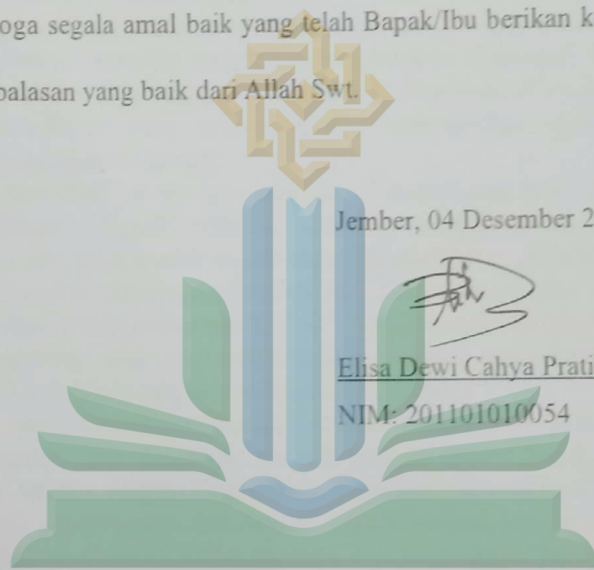 oga segala amal baik yang telah Bapak/Ibu berikan k
balasan yang baik dari Allah Swt.
Jember, 04 Desember 2
Elisa Dewi Cahya Prati
NIM: 201101010054